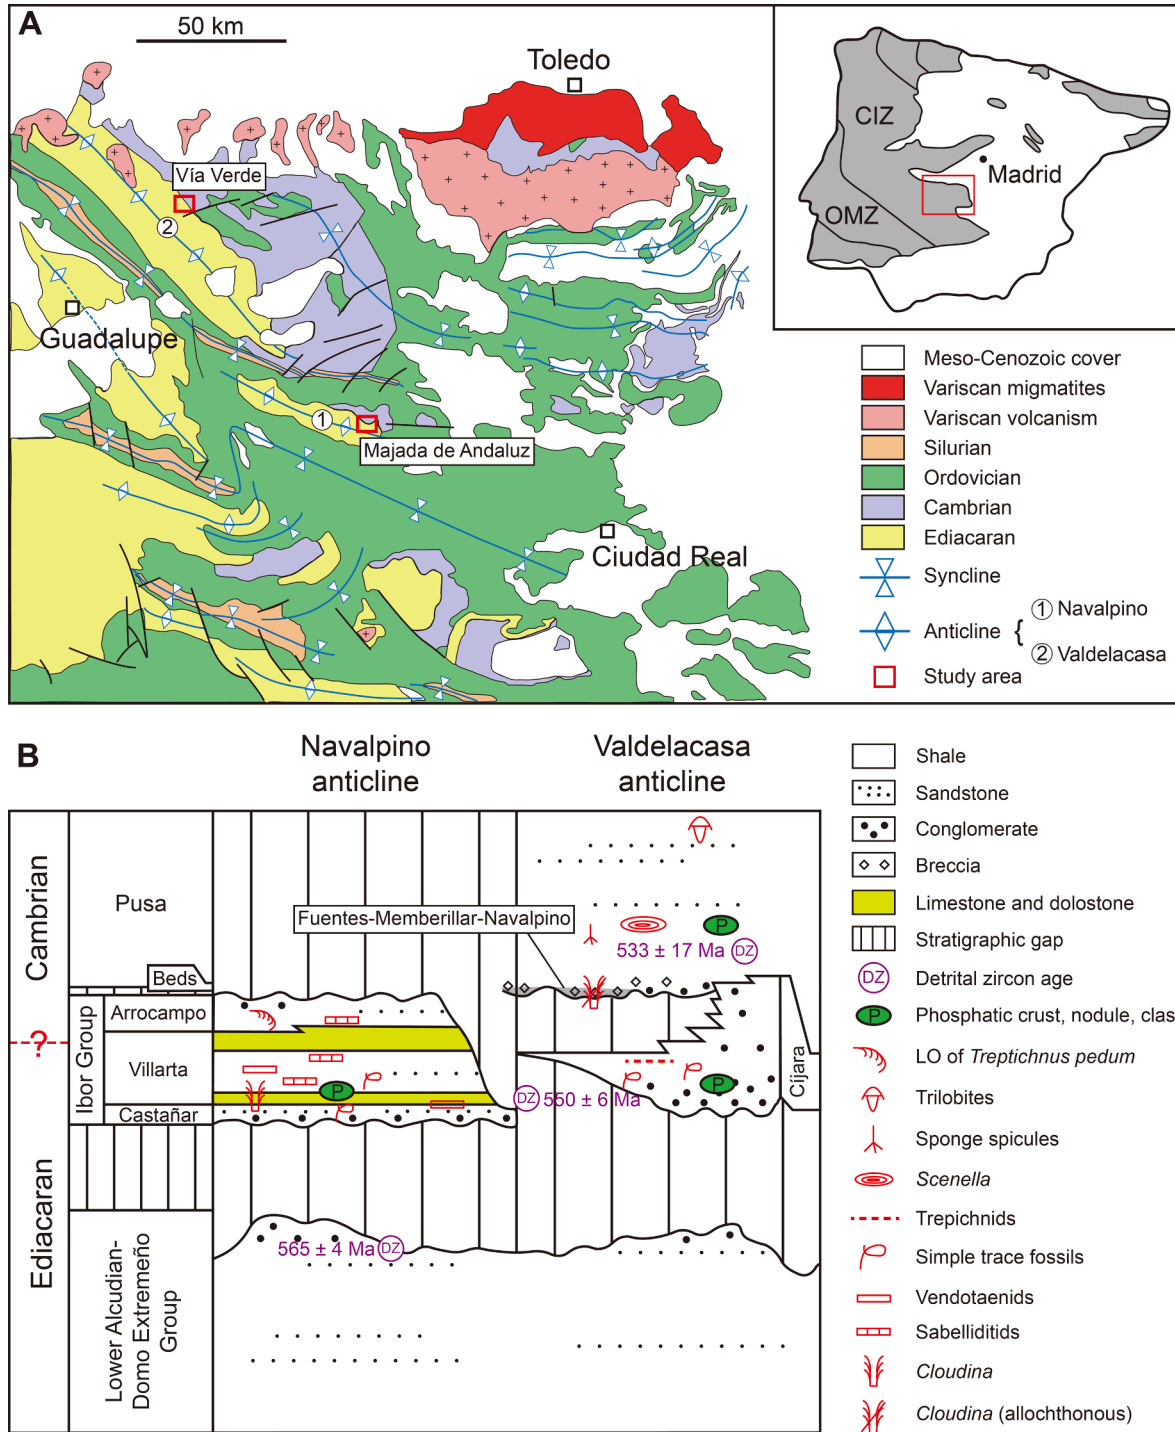 A
50 km
Toledo
Vía Verde
2
Guadalupe
1
Majada de Andaluz
Ciudad Real
CIZ
Madrid
OMZ
Meso-Cenozoic cover
Variscan migmatites
Variscan volcanism
Silurian
Ordovician
Cambrian
Ediacaran
Syncline
Anticline { 1 Navalpino
2 Valdelacasa
Study area
B
Navalpino
anticline
Valdelacasa
anticline
Cambrian
Ediacaran
?
Pusa
Beds
Ibor Group
Arrocampo
Villarta
Castañar
Lower Alcudian-
Domo Extremeño
Group
Fuentes-Memberillar-Navalpino
P
533 ± 17 Ma DZ
P
DZ 550 ± 6 Ma
P
Cíjara
565 ± 4 Ma DZ
Shale
Sandstone
Conglomerate
Breccia
Limestone and dolostone
Stratigraphic gap
DZ Detrital zircon age
P Phosphatic crust, nodule, clas
LO of Treptichnus pedum
Trilobites
Sponge spicules
Scenella
Trepichnids
Simple trace fossils
Vendotaenids
Sabelliditids
Cloudina
Cloudina (allochthonous)